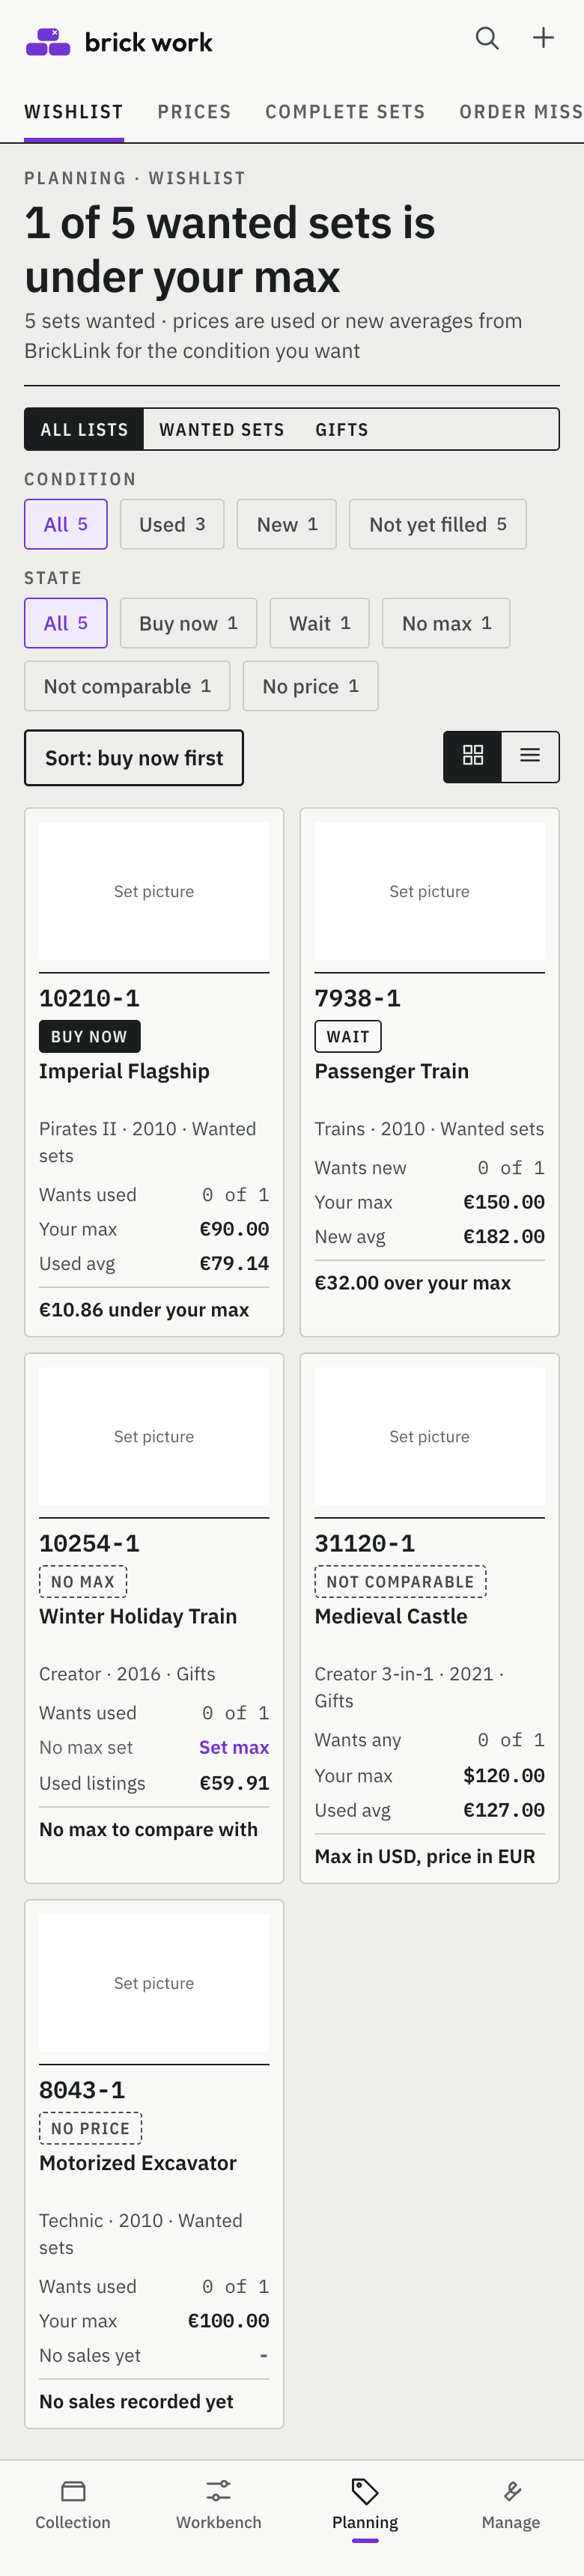 brick work
WISHLIST PRICES COMPLETE SETS ORDER MISS
PLANNING · WISHLIST
1 of 5 wanted sets is
under your max
5 sets wanted · prices are used or new averages from
BrickLink for the condition you want
ALL LISTS WANTED SETS GIFTS
CONDITION
All 5 Used 3 New 1 Not yet filled 5
STATE
All 5 Buy now 1 Wait 1 No max 1
Not comparable 1 No price 1
Sort: buy now first
Set picture
10210-1
BUY NOW
Imperial Flagship
Pirates II · 2010 · Wanted
sets
Wants used 0 of 1
Your max €90.00
Used avg €79.14
€10.86 under your max
Set picture
7938-1
WAIT
Passenger Train
Trains · 2010 · Wanted sets
Wants new 0 of 1
Your max €150.00
New avg €182.00
€32.00 over your max
Set picture
10254-1
NO MAX
Winter Holiday Train
Creator · 2016 · Gifts
Wants used 0 of 1
No max set Set max
Used listings €59.91
No max to compare with
Set picture
31120-1
NOT COMPARABLE
Medieval Castle
Creator 3-in-1 · 2021 ·
Gifts
Wants any 0 of 1
Your max $120.00
Used avg €127.00
Max in USD, price in EUR
Set picture
8043-1
NO PRICE
Motorized Excavator
Technic · 2010 · Wanted
sets
Wants used 0 of 1
Your max €100.00
No sales yet -
No sales recorded yet
Collection Workbench Planning Manage